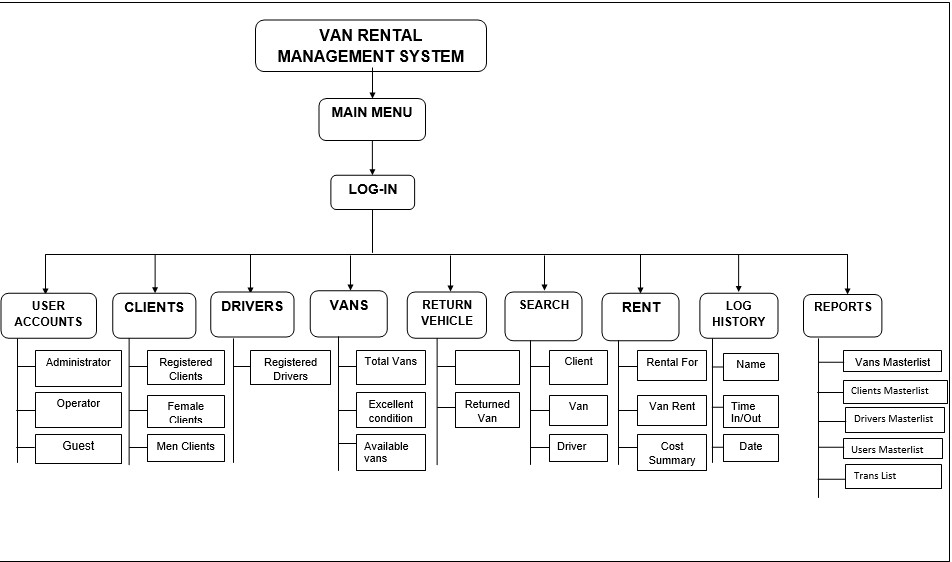 VAN RENTAL
MANAGEMENT SYSTEM
MAIN MENU
LOG-IN
USER
ACCOUNTS
Administrator
Operator
Guest
CLIENTS
Registered
Clients
Female
Clients
Men Clients
DRIVERS
Registered
Drivers
VANS
Total Vans
Excellent
condition
Available
vans
RETURN
VEHICLE
Returned
Van
SEARCH
Client
Van
Driver
RENT
Rental For
Van Rent
Cost
Summary
LOG
HISTORY
Name
Time
In/Out
Date
REPORTS
Vans Masterlist
Clients Masterlist
Drivers Masterlist
Users Masterlist
Trans List